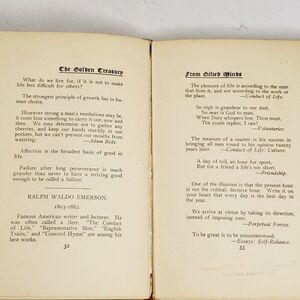 The Golden Treasury
What do we live for, if it is not to make
life less difficult for others?
The strongest principle of growth lies in hu-
man choice.
However strong a man's resolutions may be,
it costs him something to carry it out, now and
then. We may determine not to gather any
cherries, and keep our hands sturdily in our
pockets, but we can't prevent our mouths from
watering. —Adam Bede.
Affection is the broadest basis of good in
life.
Failure after long perseverance is much
grander than never to have a striving good
enough to be called a failure.
RALPH WALDO EMERSON.
1803-1882.
Famous American writer and lecturer. He
was often called a Seer. "The Conduct
of Life," "Representative Men," "English
Traits," and "Concord Hymn" are among his
best works.
32
From Gifted Minds
The pleasure of life is according to the man
that lives it, and not according to the work or
the place. —Conduct of Life.
So nigh is grandeur to our dust,
So near is God to man,
When Duty whispers low, Thou must,
The youth replies, I can.
—Voluntaries.
The measure of a master is his success in
bringing all men round to his opinion twenty
years later. —Conduct of Life: Culture.
A day of toil, an hour for sport,
But for a friend a life's too short.
—Friendship.
One of the illusions is that the present hour
is not the critical, decisive hour. Write it on
your heart that every day is the best day in
the year.
We arrive at virtue by taking its direction,
instead of imposing ours.
—Perpetual Forces.
To be great is to be misunderstood.
—Essays: Self-Reliance.
33